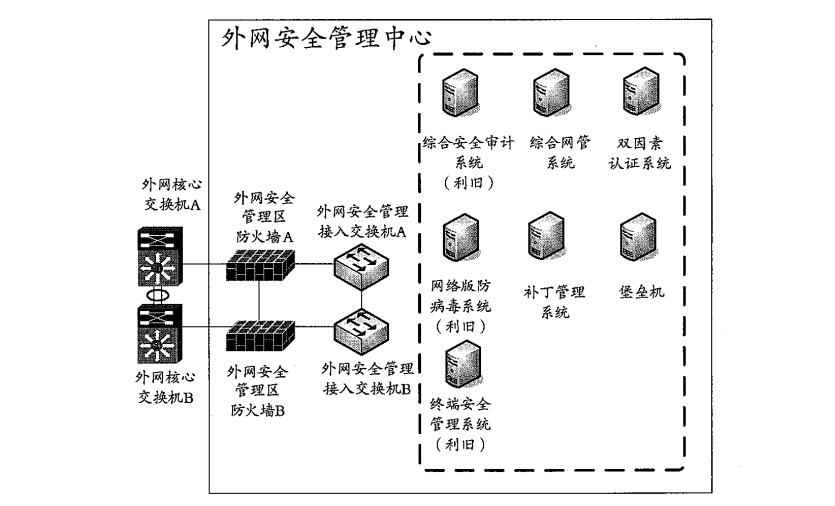 外网安全管理中心
综合安全审计
系统
（利旧）
综合网管
系统
双因素
认证系统
外网核心
交换机A
外网安全
管理区
防火墙A
外网安全管理
接入交换机A
网络版防
病毒系统
（利旧）
补丁管理
系统
堡垒机
外网核心
交换机B
外网安全
管理区
防火墙B
外网安全管理
接入交换机B
终端安全
管理系统
（利旧）